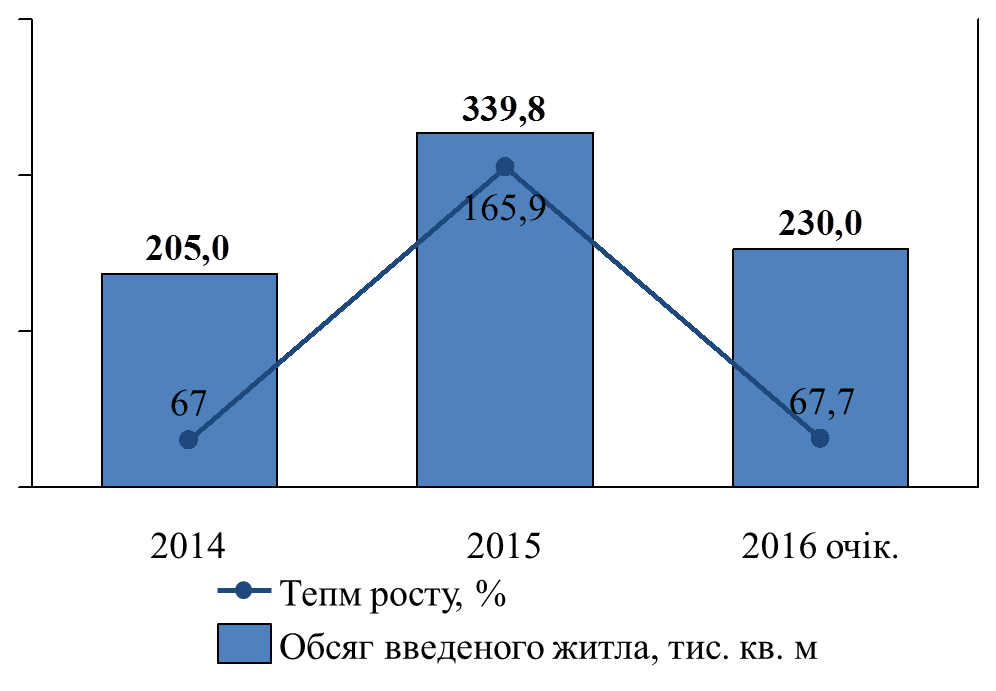 339,8
165,9
230,0
205,0
67
67,7
2014
2015
2016 очік.
Тепм росту, %
Обсяг введеного житла, тис. кв. м